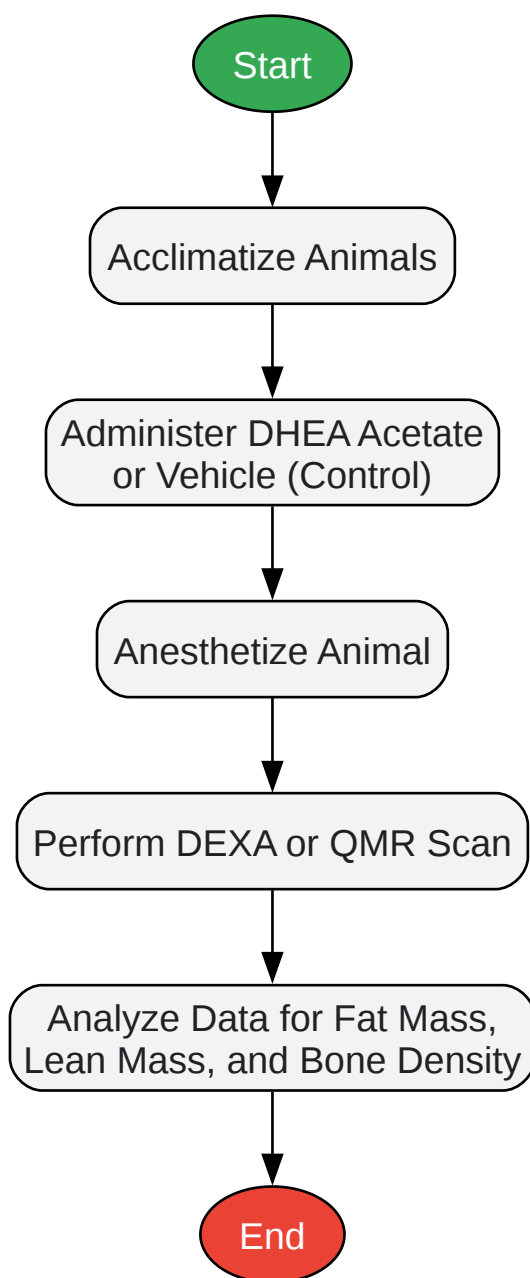 Start
Acclimatize Animals
Administer DHEA Acetate
or Vehicle (Control)
Anesthetize Animal
Perform DEXA or QMR Scan
Analyze Data for Fat Mass,
Lean Mass, and Bone Density
End